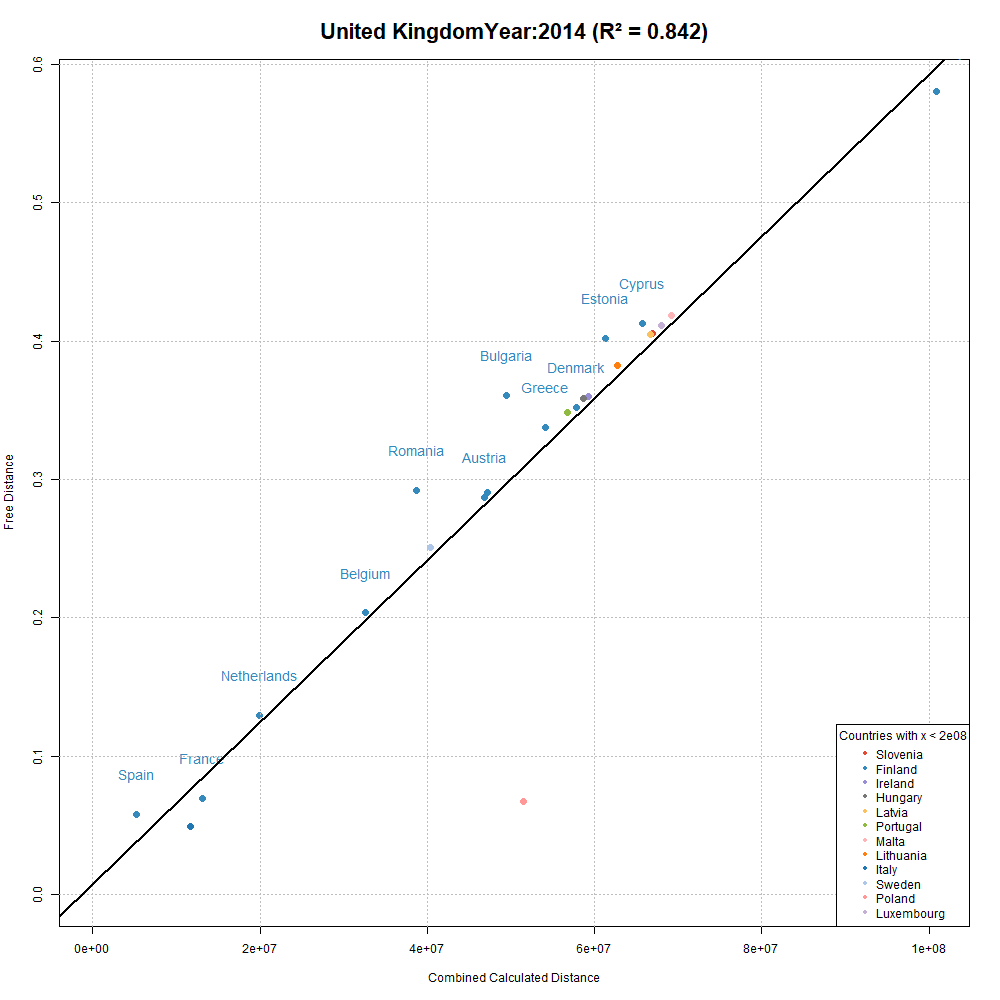 United KingdomYear:2014 (R² = 0.842)
0.6
0.5
0.4
0.3
0.2
0.1
0.0
Free Distance
Cyprus
Estonia
Bulgaria
Denmark
Greece
Romania
Austria
Belgium
Netherlands
France
Spain
Countries with x < 2e08
Slovenia
Finland
Ireland
Hungary
Latvia
Portugal
Malta
Lithuania
Italy
Sweden
Poland
Luxembourg
0e+00 2e+07 4e+07 6e+07 8e+07 1e+08
Combined Calculated Distance